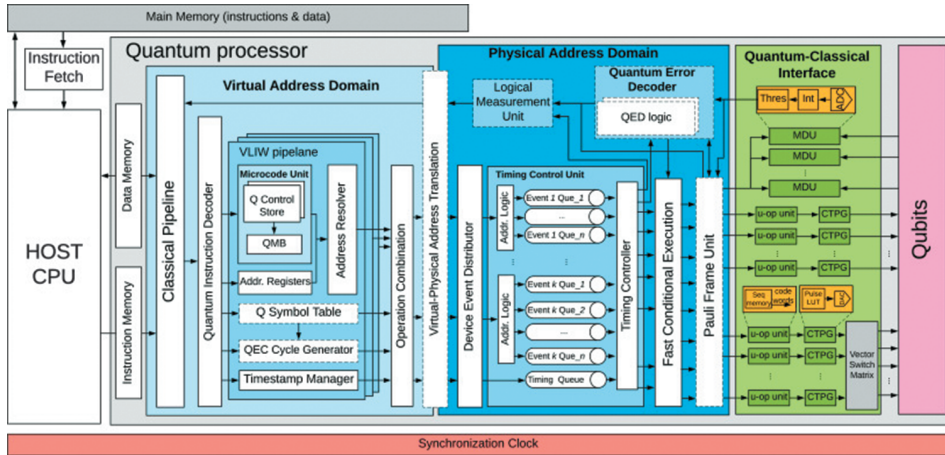 Main Memory (instructions & data)
Instruction
Fetch
HOST
CPU
Data Memory
Instruction Memory
Quantum processor
Virtual Address Domain
Classical Pipeline
Quantum Instruction Decoder
VLIW pipelane
Microcode Unit
Q Control
Store
QMB
Addr. Registers
Address Resolver
Q Symbol Table
QEC Cycle Generator
Timestamp Manager
Operation Combination
Virtual-Physical Address Translation
Physical Address Domain
Logical
Measurement
Unit
Quantum Error
Decoder
QED logic
Device Event Distributor
Timing Control Unit
Addr. Logic
Event 1 Que_1
...
Event 1 Que_n
Addr. Logic
Event k Que_1
Event k Que_2
...
Event k Que_n
Timing Queue
Timing Controller
Fast Conditional Execution
Pauli Frame Unit
Quantum-Classical
Interface
Thres
Int
ADC
MDU
MDU
MDU
u-op unit
CTPG
u-op unit
CTPG
u-op unit
CTPG
Seq
memory
code
words
Pulse
LUT
DAC
u-op unit
CTPG
u-op unit
CTPG
u-op unit
CTPG
Vector
Switch
Matrix
Qubits
Synchronization Clock